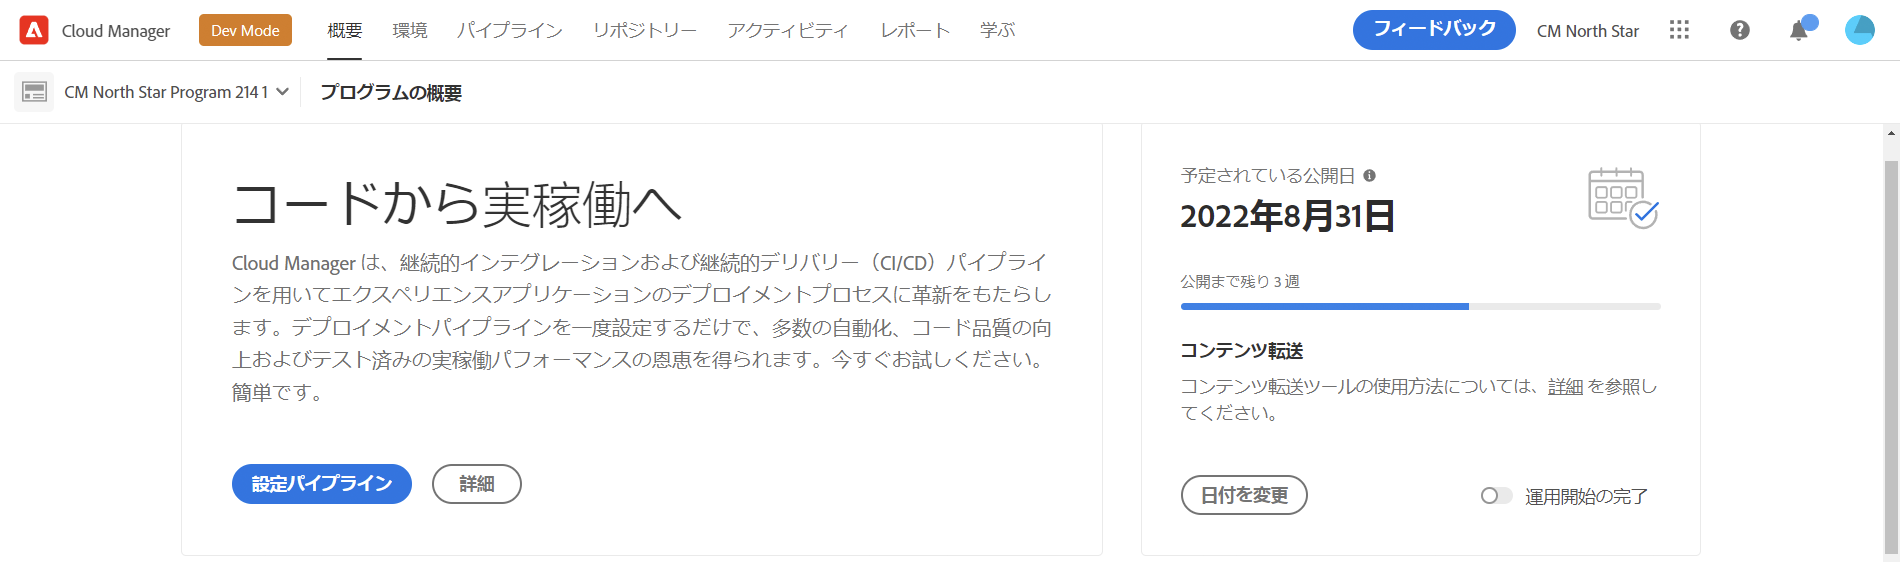 Cloud Manager
Dev Mode
概要
環境
パイプライン
リポジトリー
アクティビティ
レポート
学ぶ
フィードバック
CM North Star
CM North Star Program 2141
プログラムの概要
コードから実稼働へ
Cloud Manager は、継続的インテグレーションおよび継続的デリバリー（CI/CD）パイプライ
ンを用いてエクスペリエンスアプリケーションのデプロイメントプロセスに革新をもたらし
ます。デプロイメントパイプラインを一度設定するだけで、多数の自動化、コード品質の向
上およびテスト済みの実稼働パフォーマンスの恩恵を得られます。今すぐお試しください。
簡単です。
設定パイプライン
詳細
予定されている公開日
2022年8月31日
公開まで残り 3 週
コンテンツ転送
コンテンツ転送ツールの使用方法については、詳細 を参照し
てください。
日付を変更
運用開始の完了